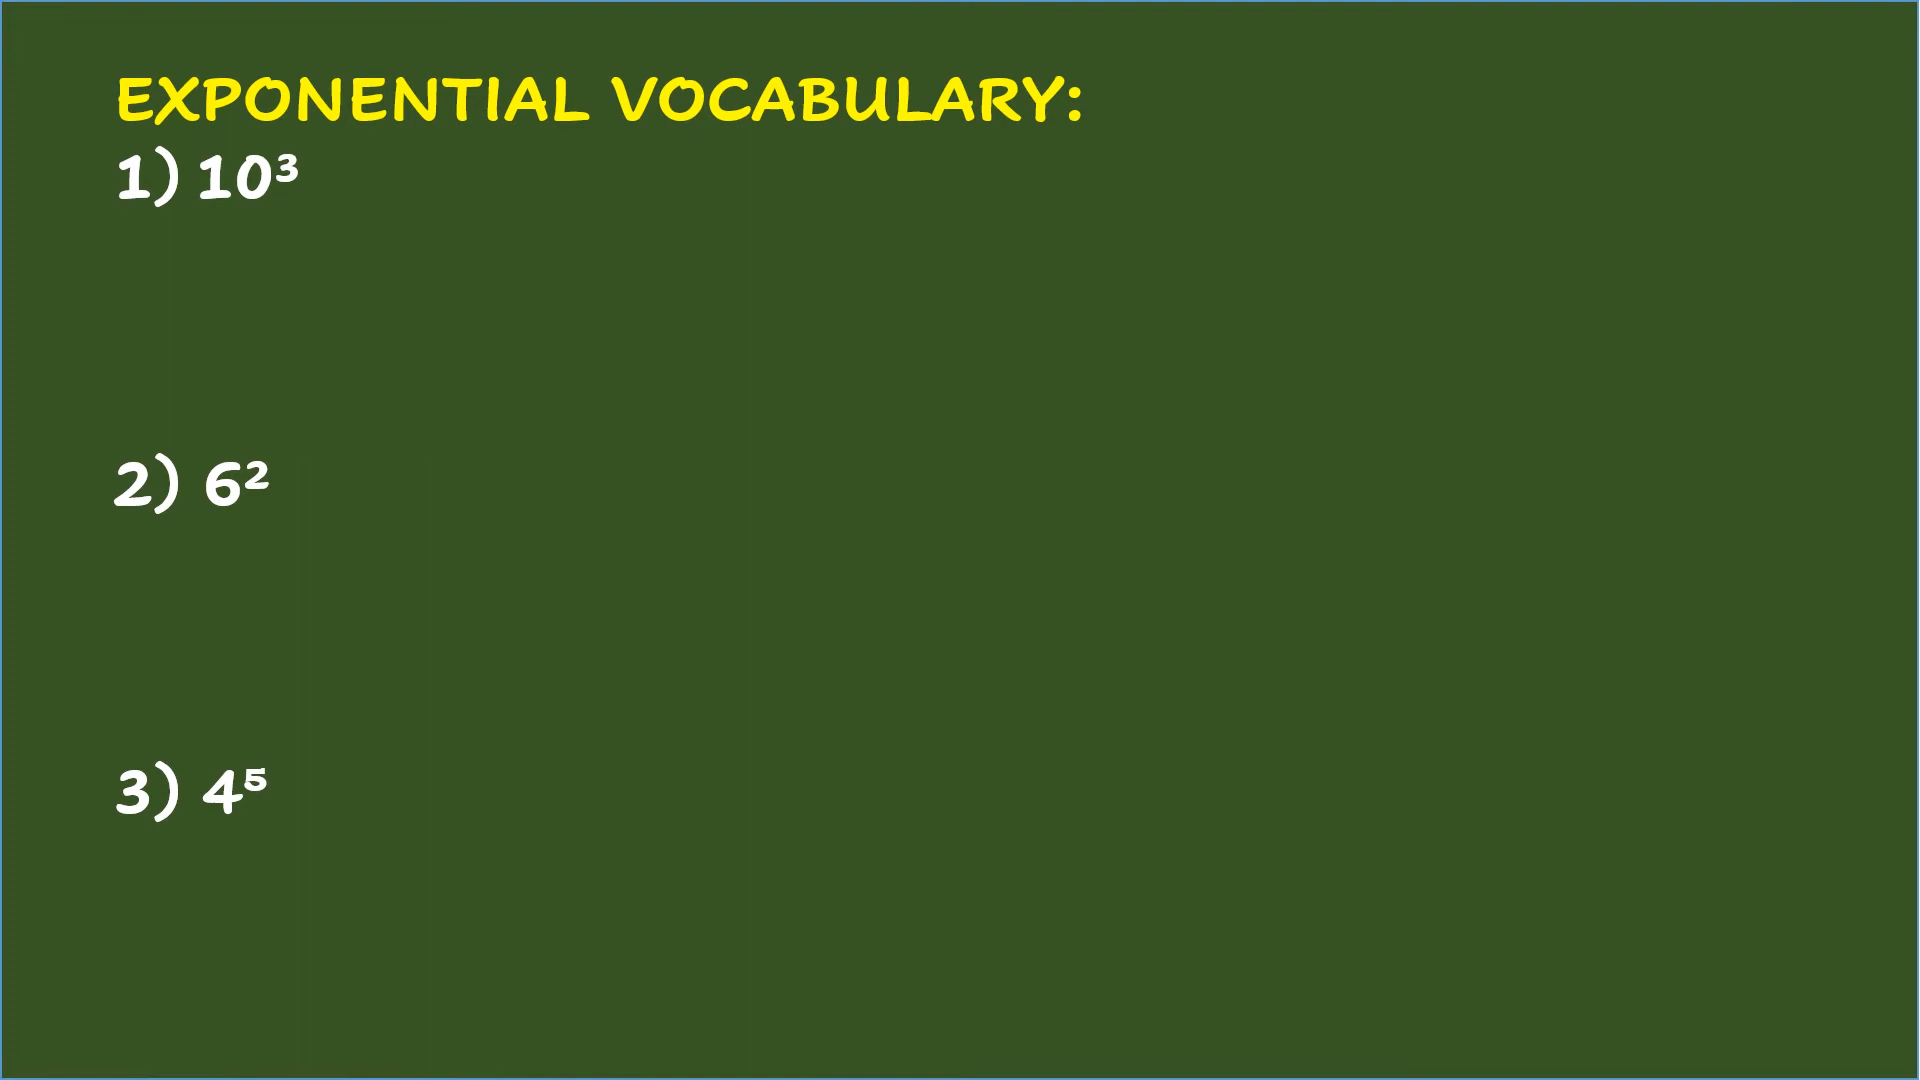 EXPONENTIAL VOCABULARY:
1) 10³
2) 6²
3) 4⁵